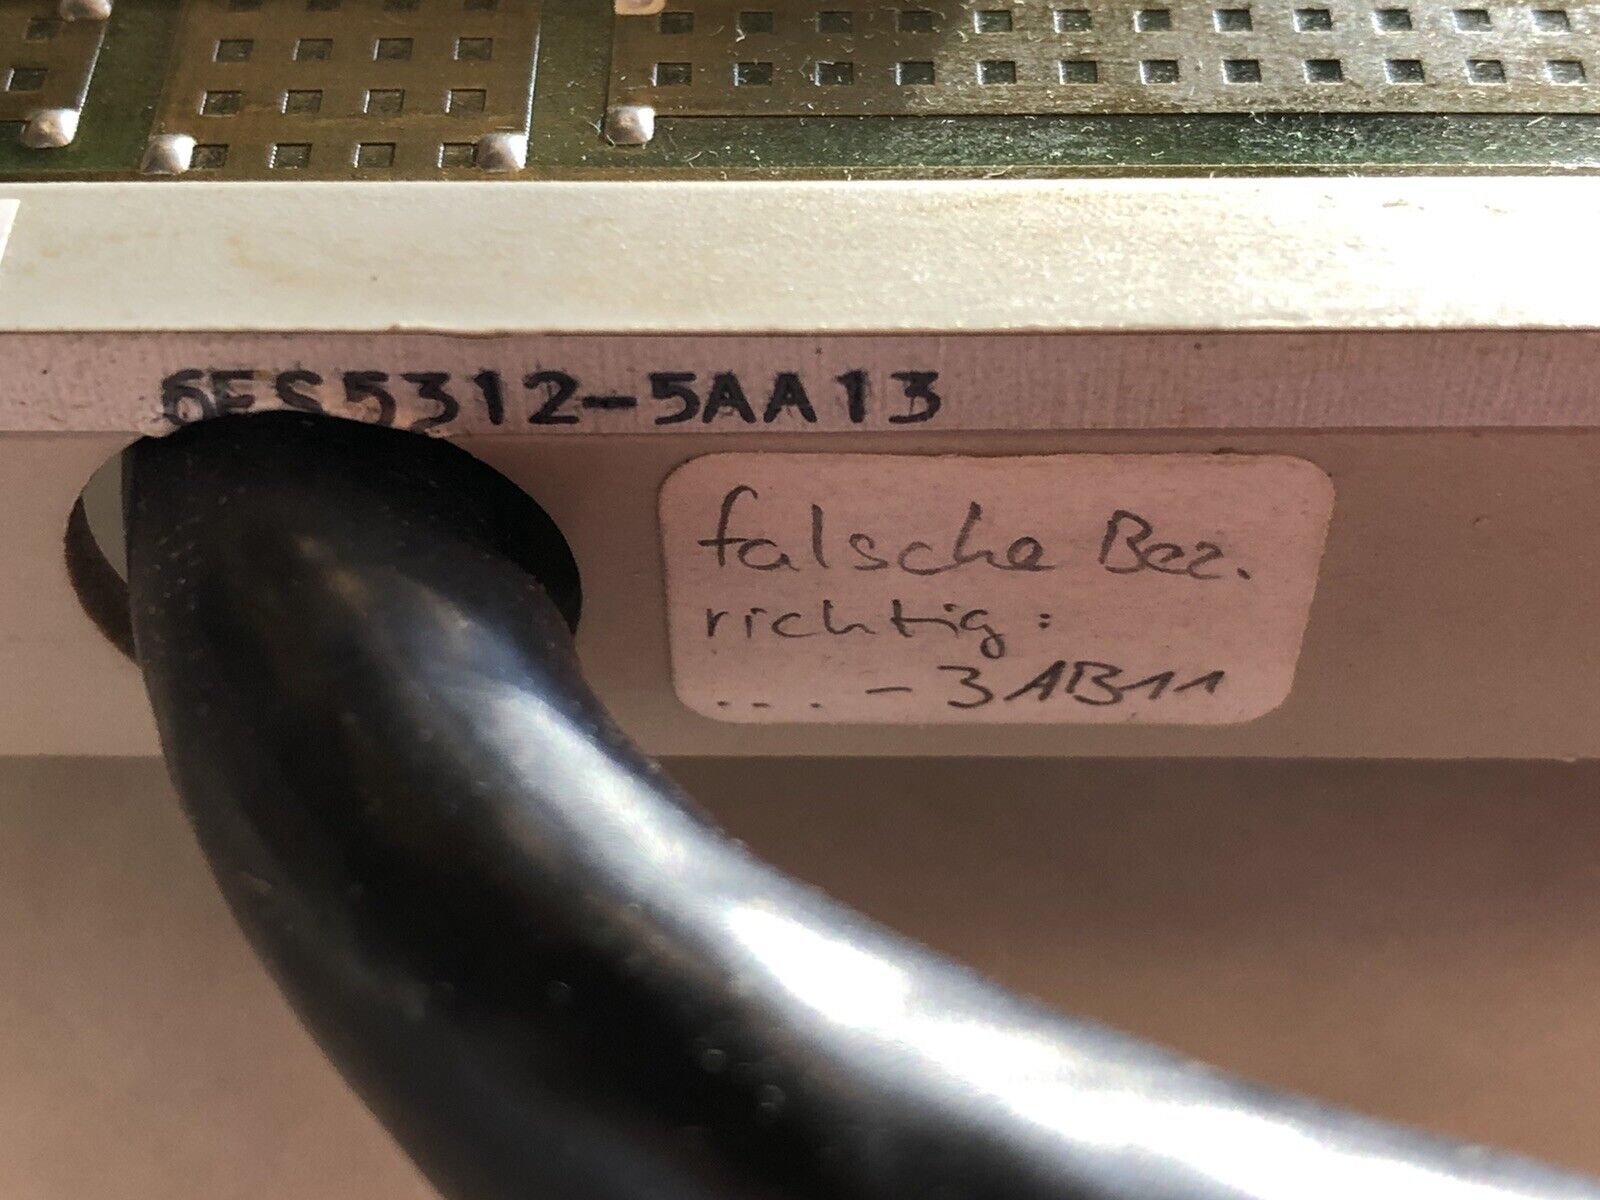 6ES5312-5AA13
falsche Bez.
richtig:
... -3AB11